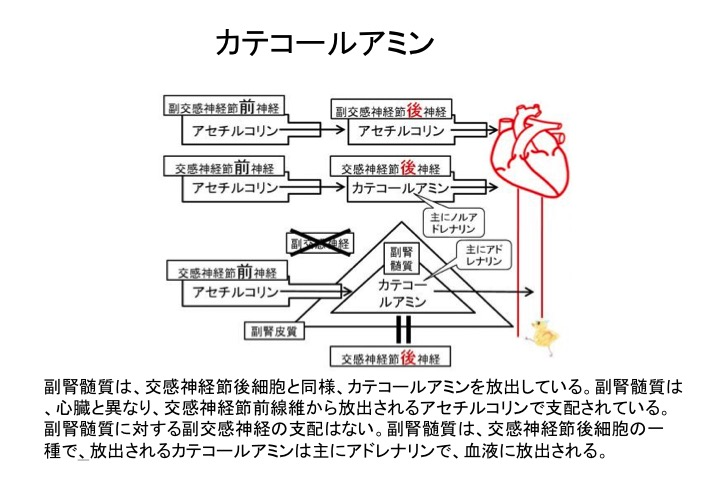 カテコールアミン
副交感神経節前神経
副交感神経節後神経
アセチルコリン
アセチルコリン
交感神経節前神経
交感神経節後神経
アセチルコリン
カテコールアミン
主にノルア
ドレナリン
副交感神経
副腎
髄質
主にアド
レナリン
交感神経節前神経
アセチルコリン
カテコー
ルアミン
副腎皮質
交感神経節後神経
副腎髄質は、交感神経節後細胞と同様、カテコールアミンを放出している。副腎髄質は
、心臓と異なり、交感神経節前線維から放出されるアセチルコリンで支配されている。
副腎髄質に対する副交感神経の支配はない。副腎髄質は、交感神経節後細胞の一
種で、放出されるカテコールアミンは主にアドレナリンで、血液に放出される。